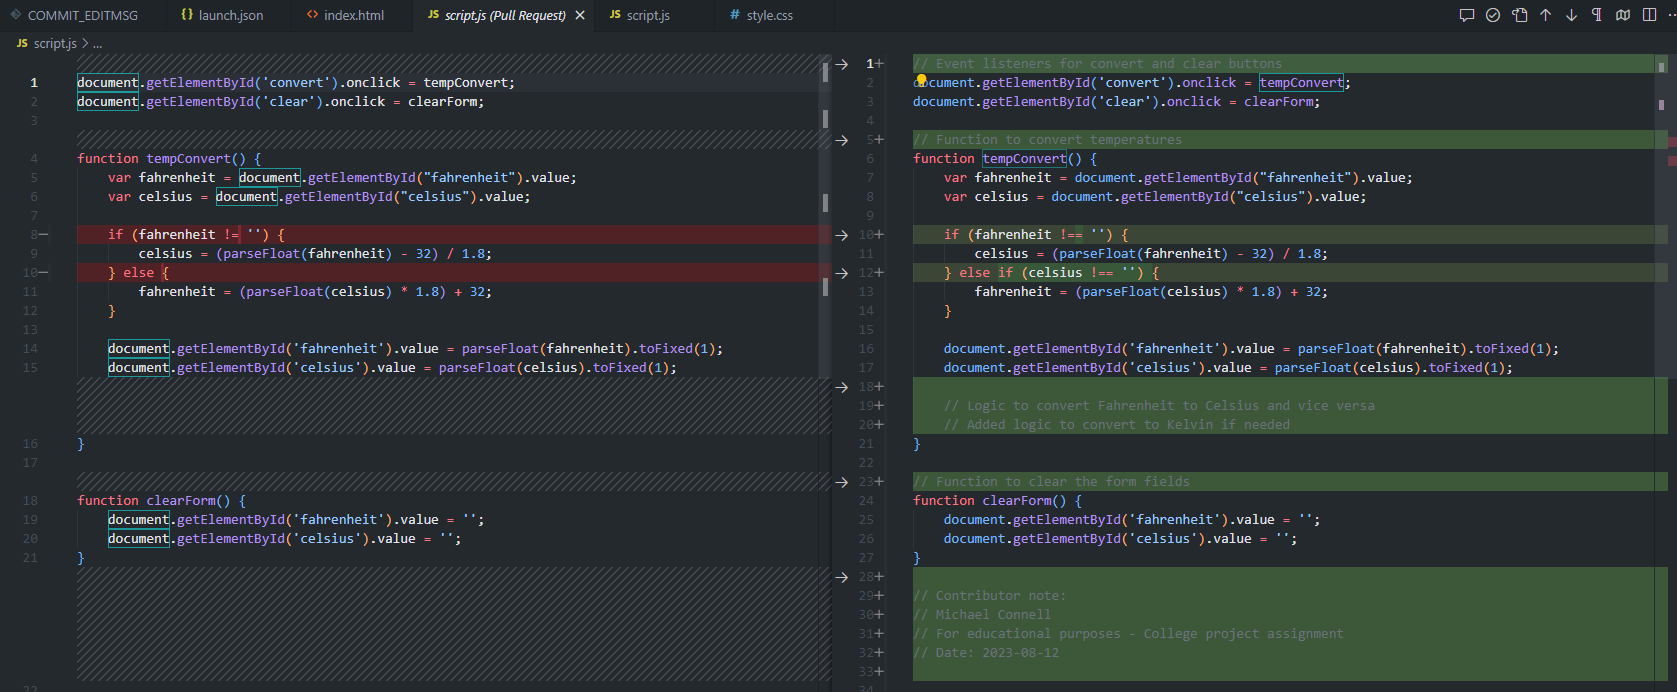 COMMIT_EDITMSG
{} launch.json
<> index.html
JS script.js (Pull Request) ×
JS script.js
# style.css
JS script.js > ...
1 document.getElementById('convert').onclick = tempConvert;
2 document.getElementById('clear').onclick = clearForm;
3
4 function tempConvert() {
5 var fahrenheit = document.getElementById("fahrenheit").value;
6 var celsius = document.getElementById("celsius").value;
7
8— if (fahrenheit != '') {
9 celsius = (parseFloat(fahrenheit) - 32) / 1.8;
10— } else {
11 fahrenheit = (parseFloat(celsius) * 1.8) + 32;
12 }
13
14 document.getElementById('fahrenheit').value = parseFloat(fahrenheit).toFixed(1);
15 document.getElementById('celsius').value = parseFloat(celsius).toFixed(1);
16 }
17
18 function clearForm() {
19 document.getElementById('fahrenheit').value = '';
20 document.getElementById('celsius').value = '';
21 }
22
1+ // Event listeners for convert and clear buttons
2 document.getElementById('convert').onclick = tempConvert;
3 document.getElementById('clear').onclick = clearForm;
4
5+ // Function to convert temperatures
6 function tempConvert() {
7 var fahrenheit = document.getElementById("fahrenheit").value;
8 var celsius = document.getElementById("celsius").value;
9
10+ if (fahrenheit !== '') {
11 celsius = (parseFloat(fahrenheit) - 32) / 1.8;
12+ } else if (celsius !== '') {
13 fahrenheit = (parseFloat(celsius) * 1.8) + 32;
14 }
15
16 document.getElementById('fahrenheit').value = parseFloat(fahrenheit).toFixed(1);
17 document.getElementById('celsius').value = parseFloat(celsius).toFixed(1);
18+
19+ // Logic to convert Fahrenheit to Celsius and vice versa
20+ // Added logic to convert to Kelvin if needed
21 }
22
23+ // Function to clear the form fields
24 function clearForm() {
25 document.getElementById('fahrenheit').value = '';
26 document.getElementById('celsius').value = '';
27 }
28+
29+ // Contributor note:
30+ // Michael Connell
31+ // For educational purposes - College project assignment
32+ // Date: 2023-08-12
33+
34